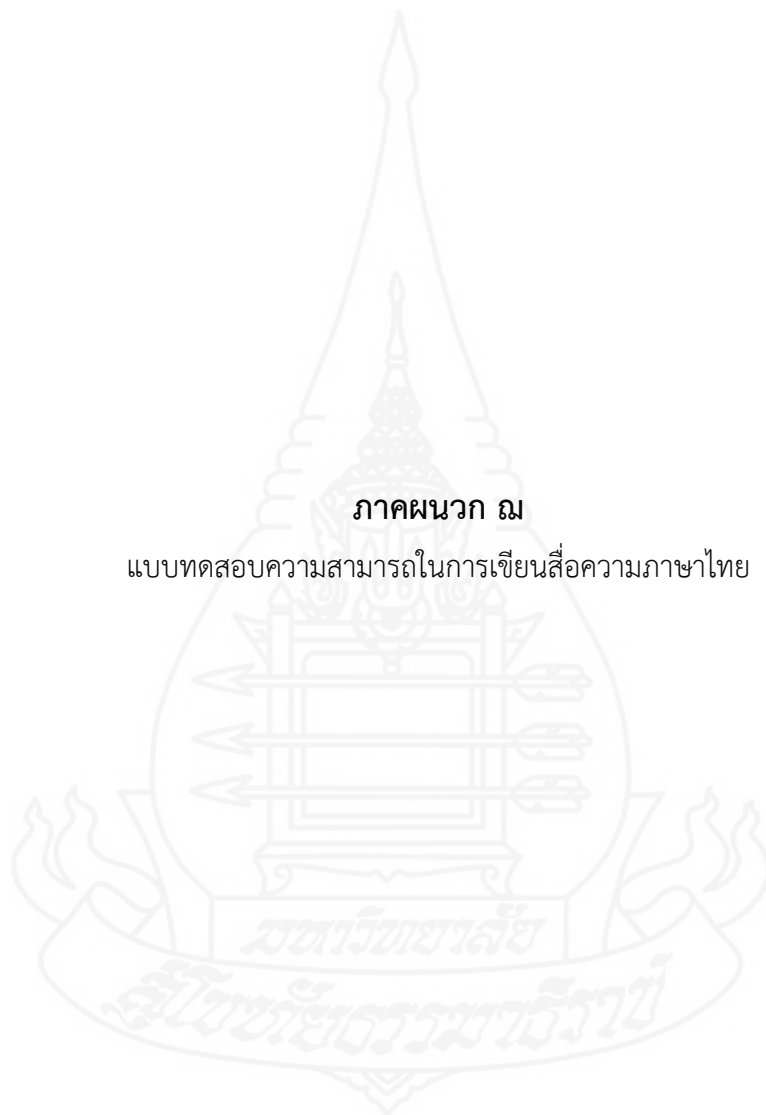 ภาคผนวก ฌ
แบบทดสอบความสามารถในการเขียนสื่อความภาษาไทย
มหาวิทยาลัย
สุโขทัยธรรมาธิราช